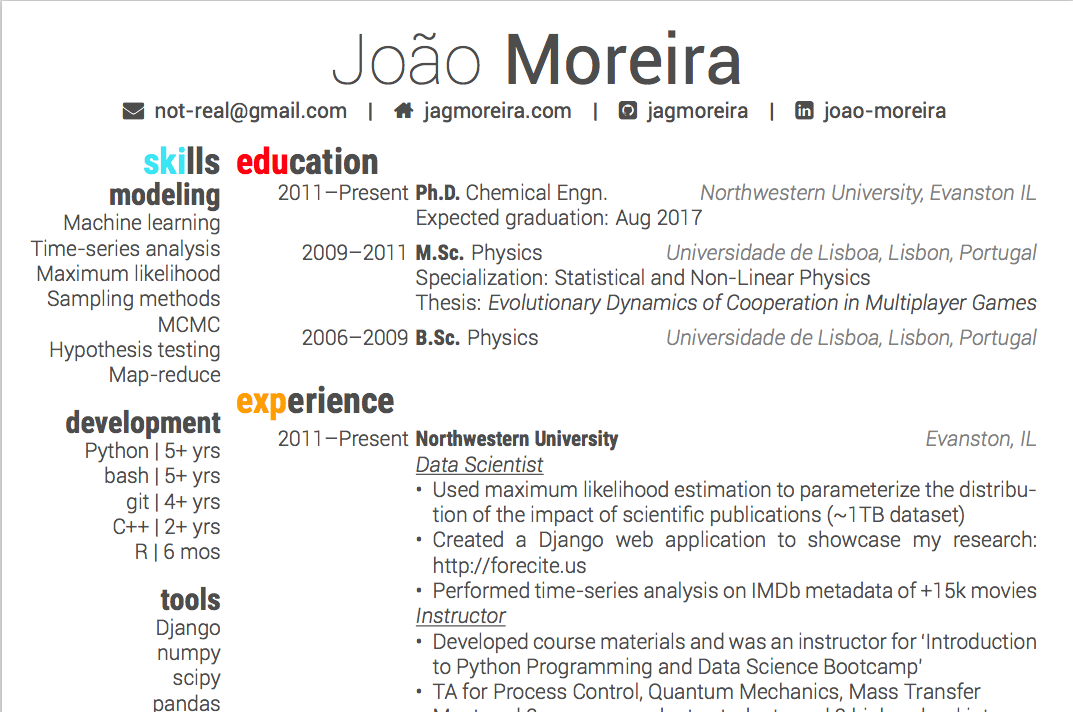 João Moreira
not-real@gmail.com | jagmoreira.com | jagmoreira | joao-moreira
skills
modeling
Machine learning
Time-series analysis
Maximum likelihood
Sampling methods
MCMC
Hypothesis testing
Map-reduce
development
Python | 5+ yrs
bash | 5+ yrs
git | 4+ yrs
C++ | 2+ yrs
R | 6 mos
tools
Django
numpy
scipy
pandas
education
2011–Present Ph.D. Chemical Engn. Northwestern University, Evanston IL
Expected graduation: Aug 2017
2009–2011 M.Sc. Physics Universidade de Lisboa, Lisbon, Portugal
Specialization: Statistical and Non-Linear Physics
Thesis: Evolutionary Dynamics of Cooperation in Multiplayer Games
2006–2009 B.Sc. Physics Universidade de Lisboa, Lisbon, Portugal
experience
2011–Present Northwestern University Evanston, IL
Data Scientist
• Used maximum likelihood estimation to parameterize the distribu-
tion of the impact of scientific publications (~1TB dataset)
• Created a Django web application to showcase my research:
http://forecite.us
• Performed time-series analysis on IMDb metadata of +15k movies
Instructor
• Developed course materials and was an instructor for ‘Introduction
to Python Programming and Data Science Bootcamp’
• TA for Process Control, Quantum Mechanics, Mass Transfer